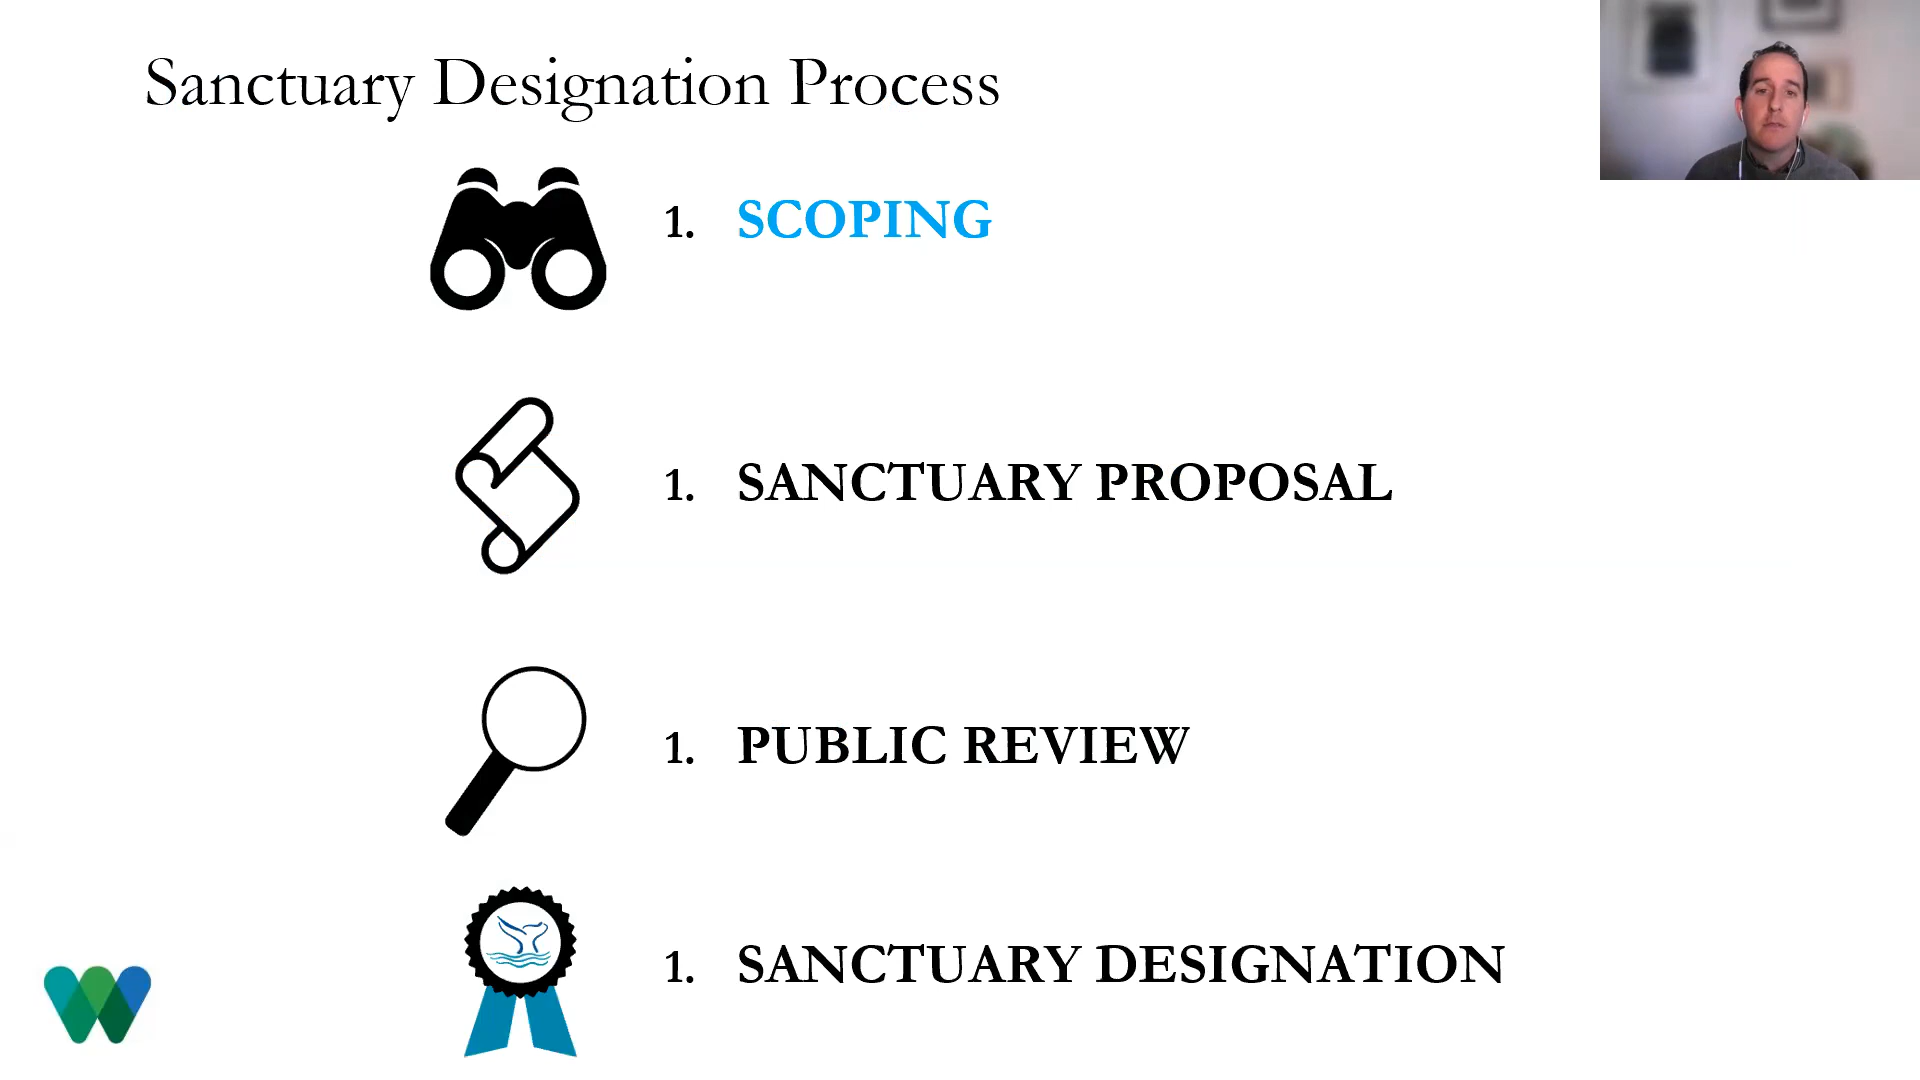 Sanctuary Designation Process
1. SCOPING
1. SANCTUARY PROPOSAL
1. PUBLIC REVIEW
1. SANCTUARY DESIGNATION